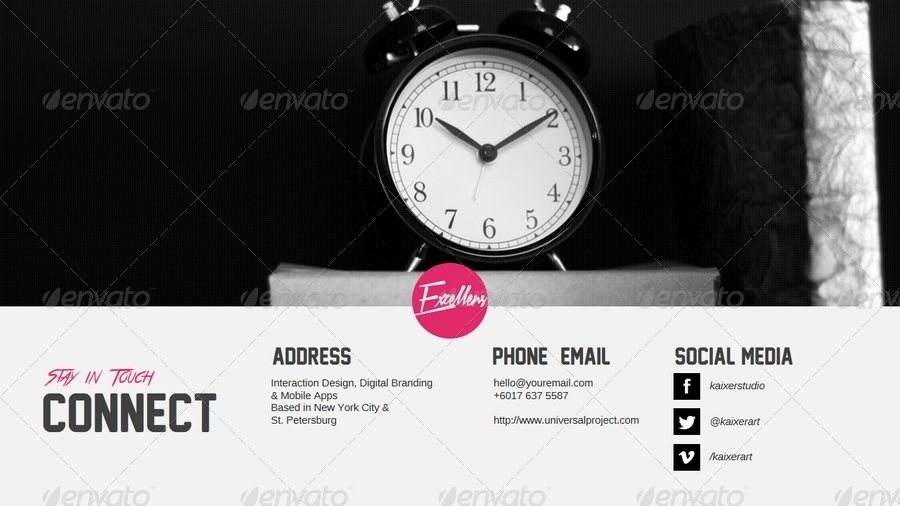 envato envato envato envato envato
11 12 1
10 2
9 3
8 4
7 6 5
envato envato envato envato envato
Excellens
ADDRESS
Interaction Design, Digital Branding
& Mobile Apps
Based in New York City &
St. Petersburg
PHONE EMAIL
hello@youremail.com
+6017 637 5587
http://www.universalproject.com
SOCIAL MEDIA
f kaixerstudio
@kaixerart
/kaixerart
STAY IN TOUCH
CONNECT
envato envato envato envato envato